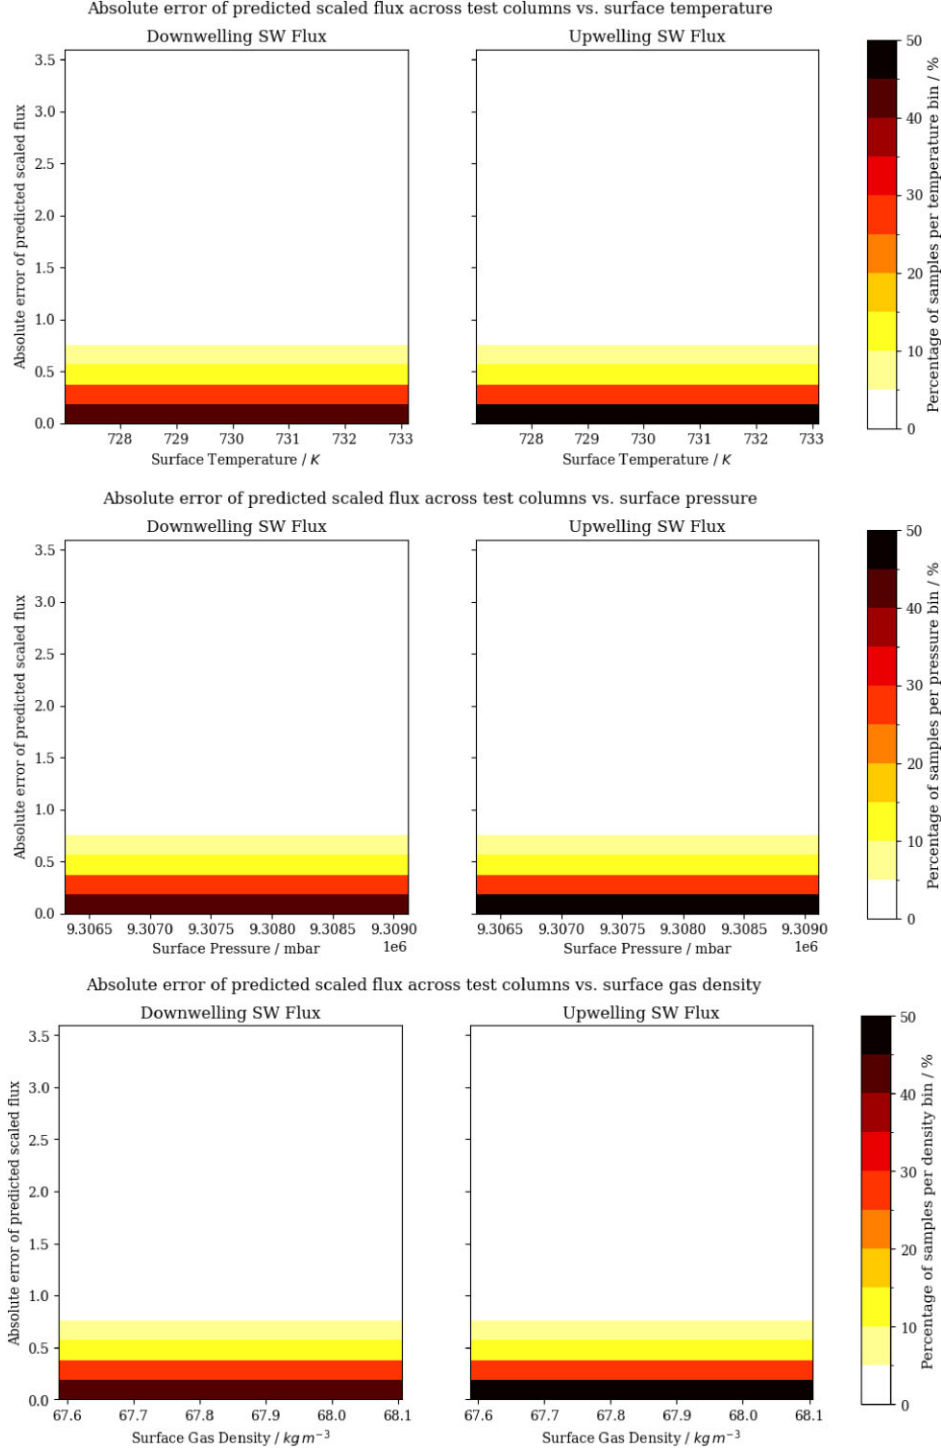 Absolute error of predicted scaled flux across test columns vs. surface temperature
Downwelling SW Flux
Upwelling SW Flux
Absolute error of predicted scaled flux
3.5
3.0
2.5
2.0
1.5
1.0
0.5
0.0
728 729 730 731 732 733
Surface Temperature / K
728 729 730 731 732 733
Surface Temperature / K
50
40
30
20
10
0
Percentage of samples per temperature bin / %
Absolute error of predicted scaled flux across test columns vs. surface pressure
Downwelling SW Flux
Upwelling SW Flux
Absolute error of predicted scaled flux
3.5
3.0
2.5
2.0
1.5
1.0
0.5
0.0
9.3065 9.3070 9.3075 9.3080 9.3085 9.3090
1e6
Surface Pressure / mbar
9.3065 9.3070 9.3075 9.3080 9.3085 9.3090
1e6
Surface Pressure / mbar
50
40
30
20
10
0
Percentage of samples per pressure bin / %
Absolute error of predicted scaled flux across test columns vs. surface gas density
Downwelling SW Flux
Upwelling SW Flux
Absolute error of predicted scaled flux
3.5
3.0
2.5
2.0
1.5
1.0
0.5
0.0
67.6 67.7 67.8 67.9 68.0 68.1
Surface Gas Density / kg m⁻³
67.6 67.7 67.8 67.9 68.0 68.1
Surface Gas Density / kg m⁻³
50
40
30
20
10
0
Percentage of samples per density bin / %